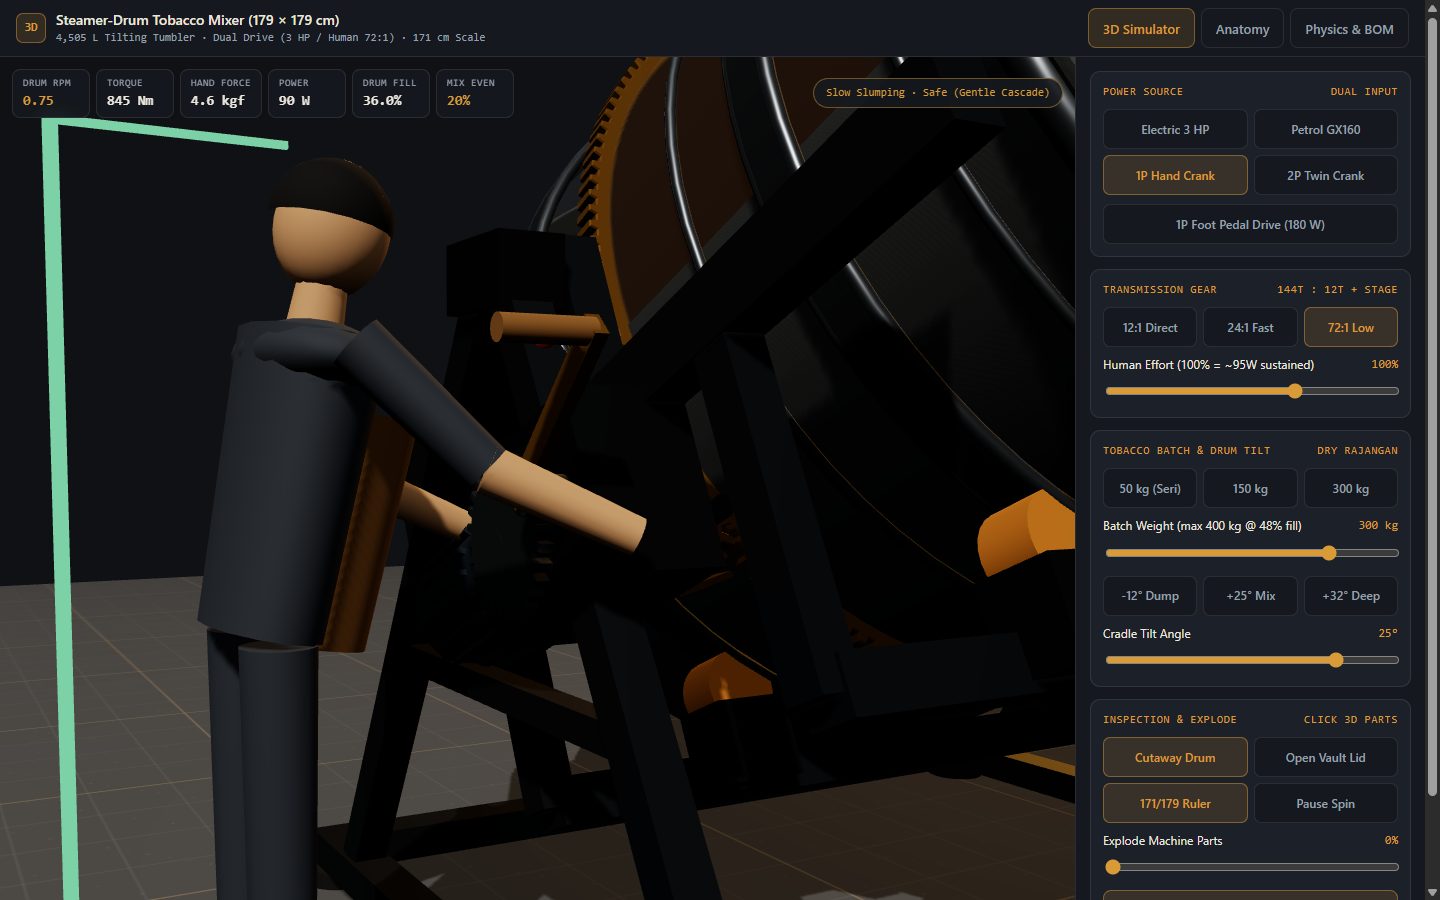 3D
Steamer-Drum Tobacco Mixer (179 × 179 cm)
4,505 L Tilting Tumbler · Dual Drive (3 HP / Human 72:1) · 171 cm Scale
3D Simulator
Anatomy
Physics & BOM
DRUM RPM
0.75
TORQUE
845 Nm
HAND FORCE
4.6 kgf
POWER
90 W
DRUM FILL
36.0%
MIX EVEN
20%
Slow Slumping · Safe (Gentle Cascade)
POWER SOURCE
DUAL INPUT
Electric 3 HP
Petrol GX160
1P Hand Crank
2P Twin Crank
1P Foot Pedal Drive (180 W)
TRANSMISSION GEAR
144T : 12T + STAGE
12:1 Direct
24:1 Fast
72:1 Low
Human Effort (100% = ~95W sustained)
100%
TOBACCO BATCH & DRUM TILT
DRY RAJANGAN
50 kg (Seri)
150 kg
300 kg
Batch Weight (max 400 kg @ 48% fill)
300 kg
-12° Dump
+25° Mix
+32° Deep
Cradle Tilt Angle
25°
INSPECTION & EXPLODE
CLICK 3D PARTS
Cutaway Drum
Open Vault Lid
171/179 Ruler
Pause Spin
Explode Machine Parts
0%